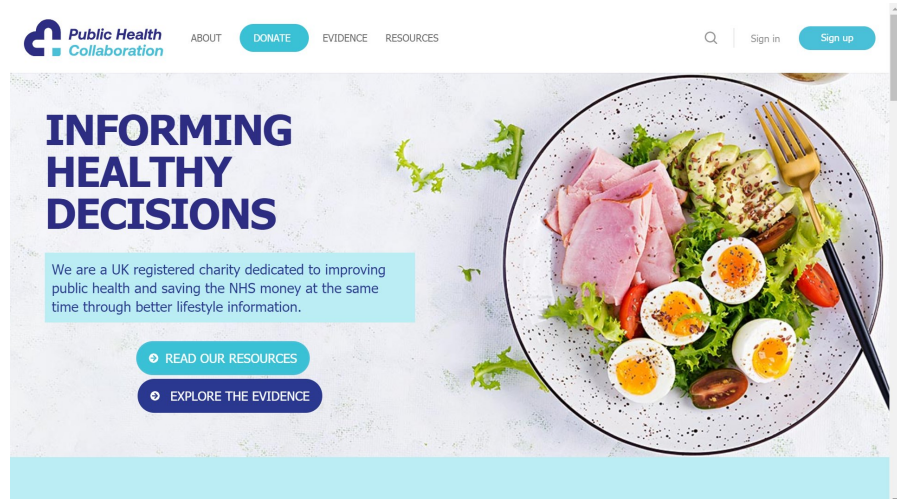 Public Health
Collaboration
ABOUT
DONATE
EVIDENCE
RESOURCES
Sign in
Sign up
INFORMING
HEALTHY
DECISIONS
We are a UK registered charity dedicated to improving
public health and saving the NHS money at the same
time through better lifestyle information.
READ OUR RESOURCES
EXPLORE THE EVIDENCE